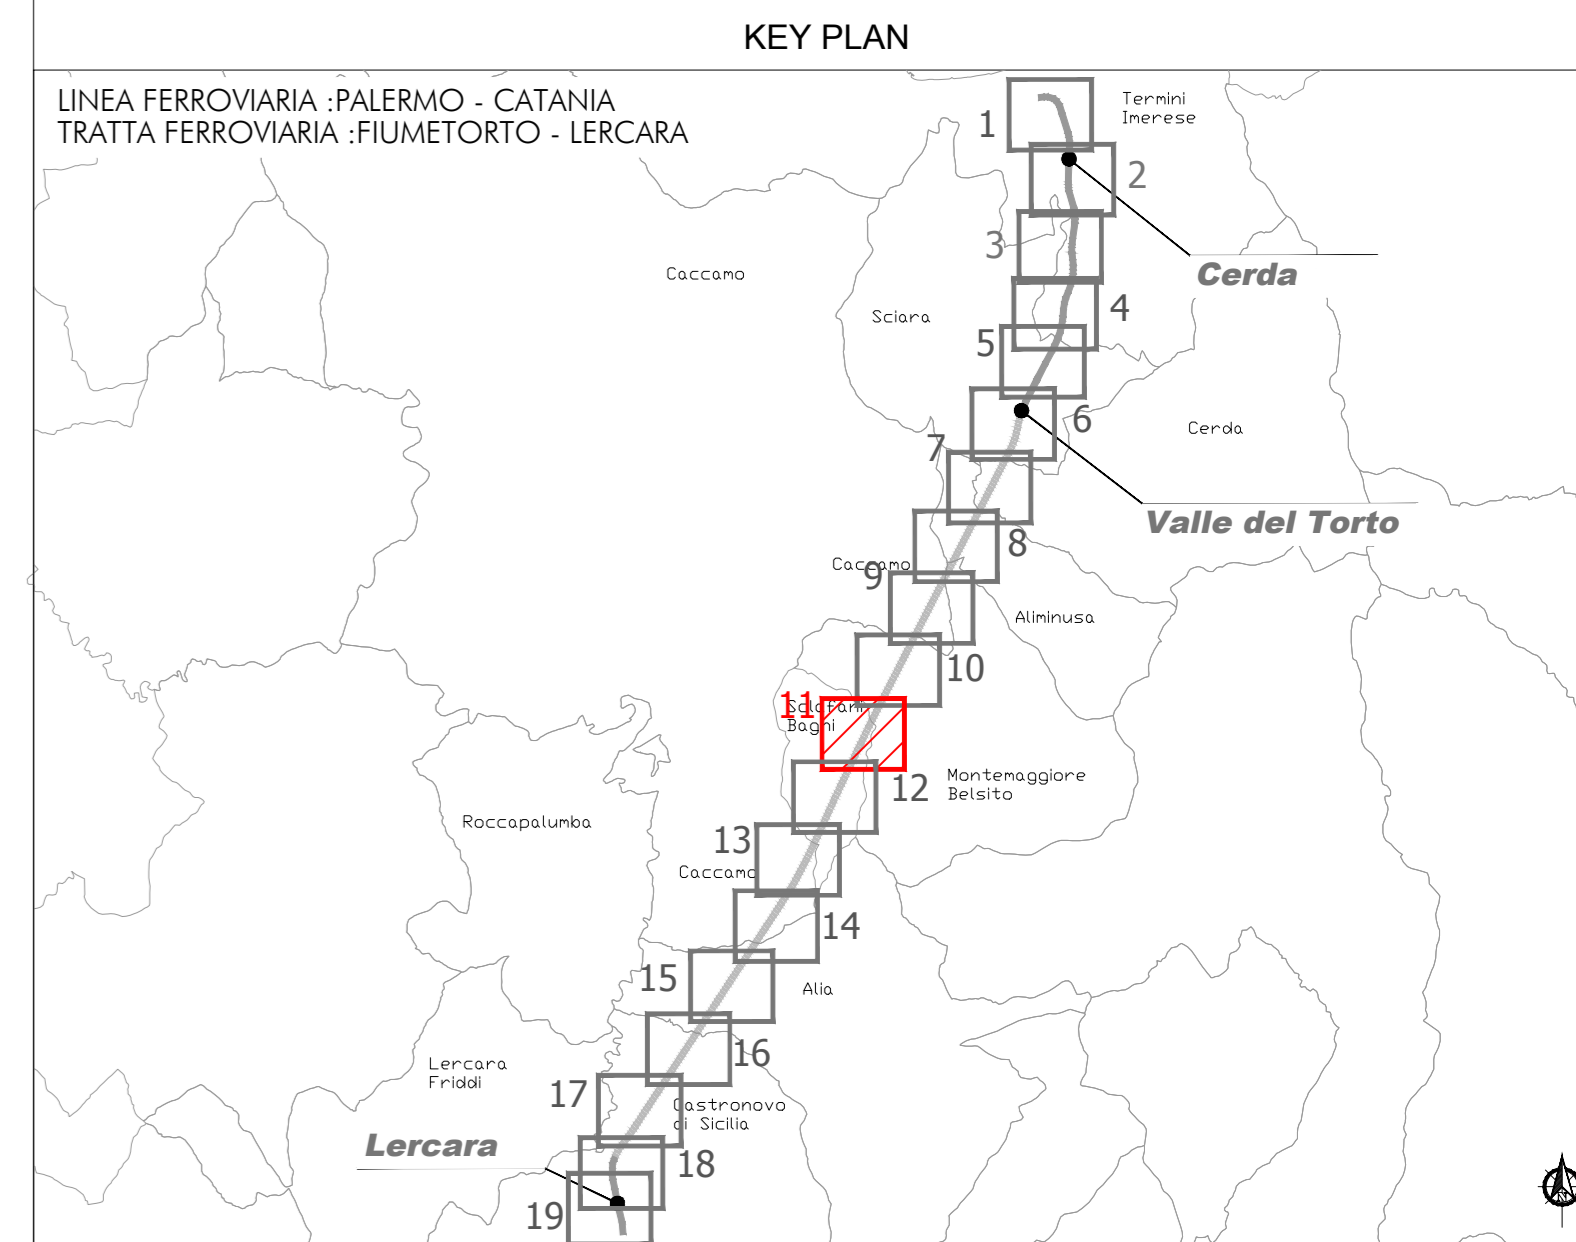 KEY PLAN
LINEA FERROVIARIA :PALERMO - CATANIA
TRATTA FERROVIARIA :FIUMETORTO - LERCARA
Termini
Imerese
1
2
3
Caccamo
Cerda
4
Sciara
5
6
Cerda
7
Valle del Torto
8
Caccamo
9
Aliminusa
10
11
Sclafani
Bagni
12
Montemaggiore
Belsito
Roccapalumba
13
Caccamo
14
15
Alia
16
Lercara
Friddi
17
Castronovo
di Sicilia
Lercara
18
19
N